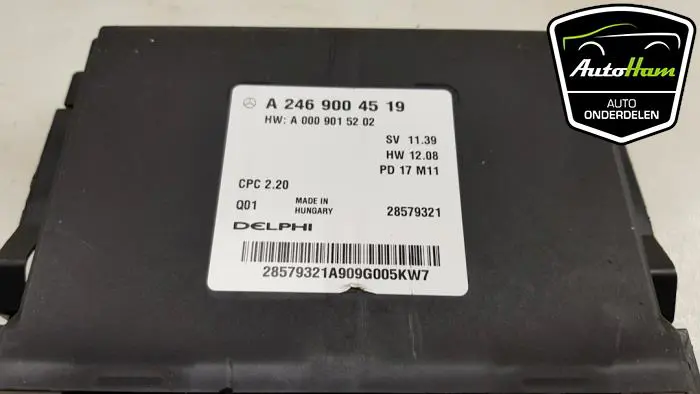 A 246 900 45 19
HW: A 000 901 52 02
SV 11.39
HW 12.08
PD 17 M11
CPC 2.20
Q01
MADE IN
HUNGARY
28579321
DELPHI
28579321A909G005KW7
AutoHam
AUTO
ONDERDELEN